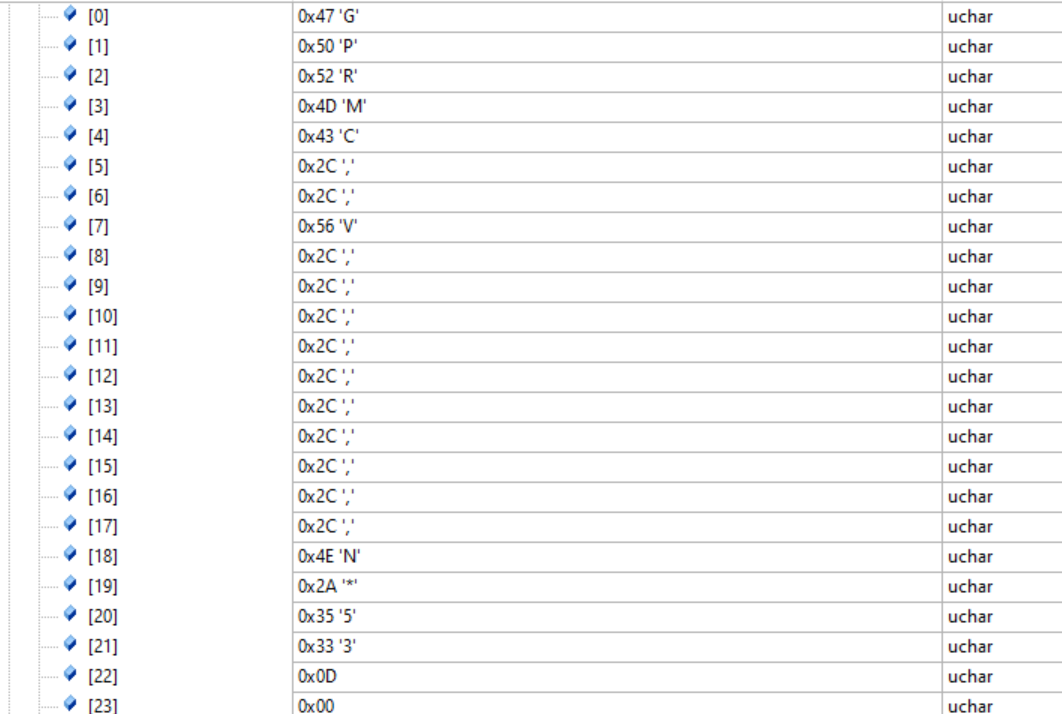 [0] 0x47 'G' uchar
[1] 0x50 'P' uchar
[2] 0x52 'R' uchar
[3] 0x4D 'M' uchar
[4] 0x43 'C' uchar
[5] 0x2C ',' uchar
[6] 0x2C ',' uchar
[7] 0x56 'V' uchar
[8] 0x2C ',' uchar
[9] 0x2C ',' uchar
[10] 0x2C ',' uchar
[11] 0x2C ',' uchar
[12] 0x2C ',' uchar
[13] 0x2C ',' uchar
[14] 0x2C ',' uchar
[15] 0x2C ',' uchar
[16] 0x2C ',' uchar
[17] 0x2C ',' uchar
[18] 0x4E 'N' uchar
[19] 0x2A '*' uchar
[20] 0x35 '5' uchar
[21] 0x33 '3' uchar
[22] 0x0D uchar
[23] 0x00 uchar